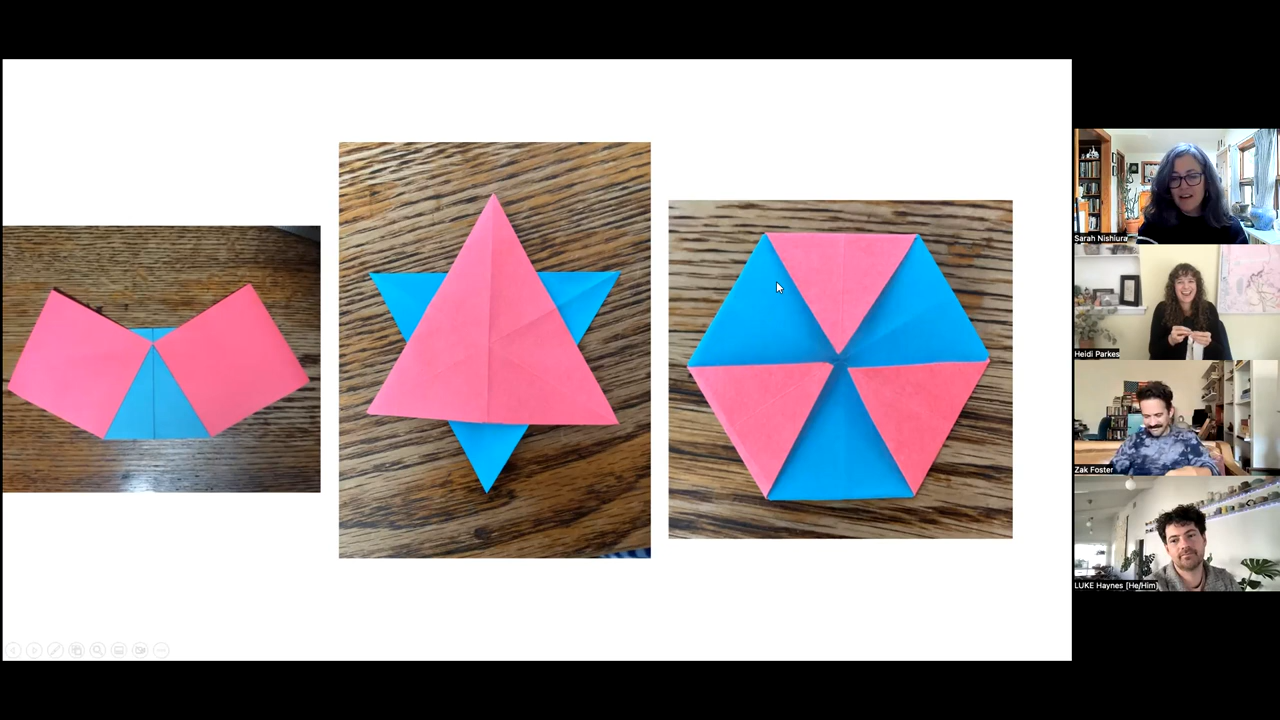 Sarah Nishiura
Heidi Parkes
Zak Foster
LUKE Haynes [He/Him]